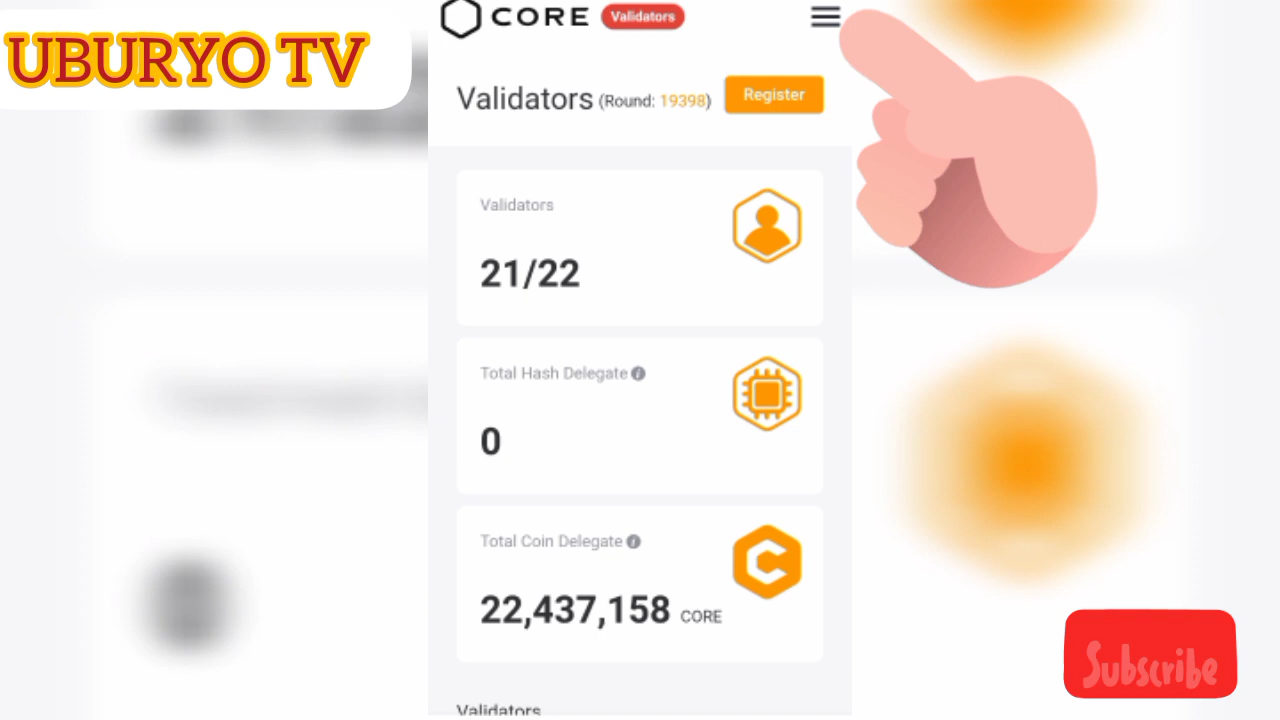 UBURYO TV
CORE Validators
Validators (Round: 19398) Register
Validators
21/22
Total Hash Delegate
0
Total Coin Delegate
22,437,158 CORE
Validators
Subscribe